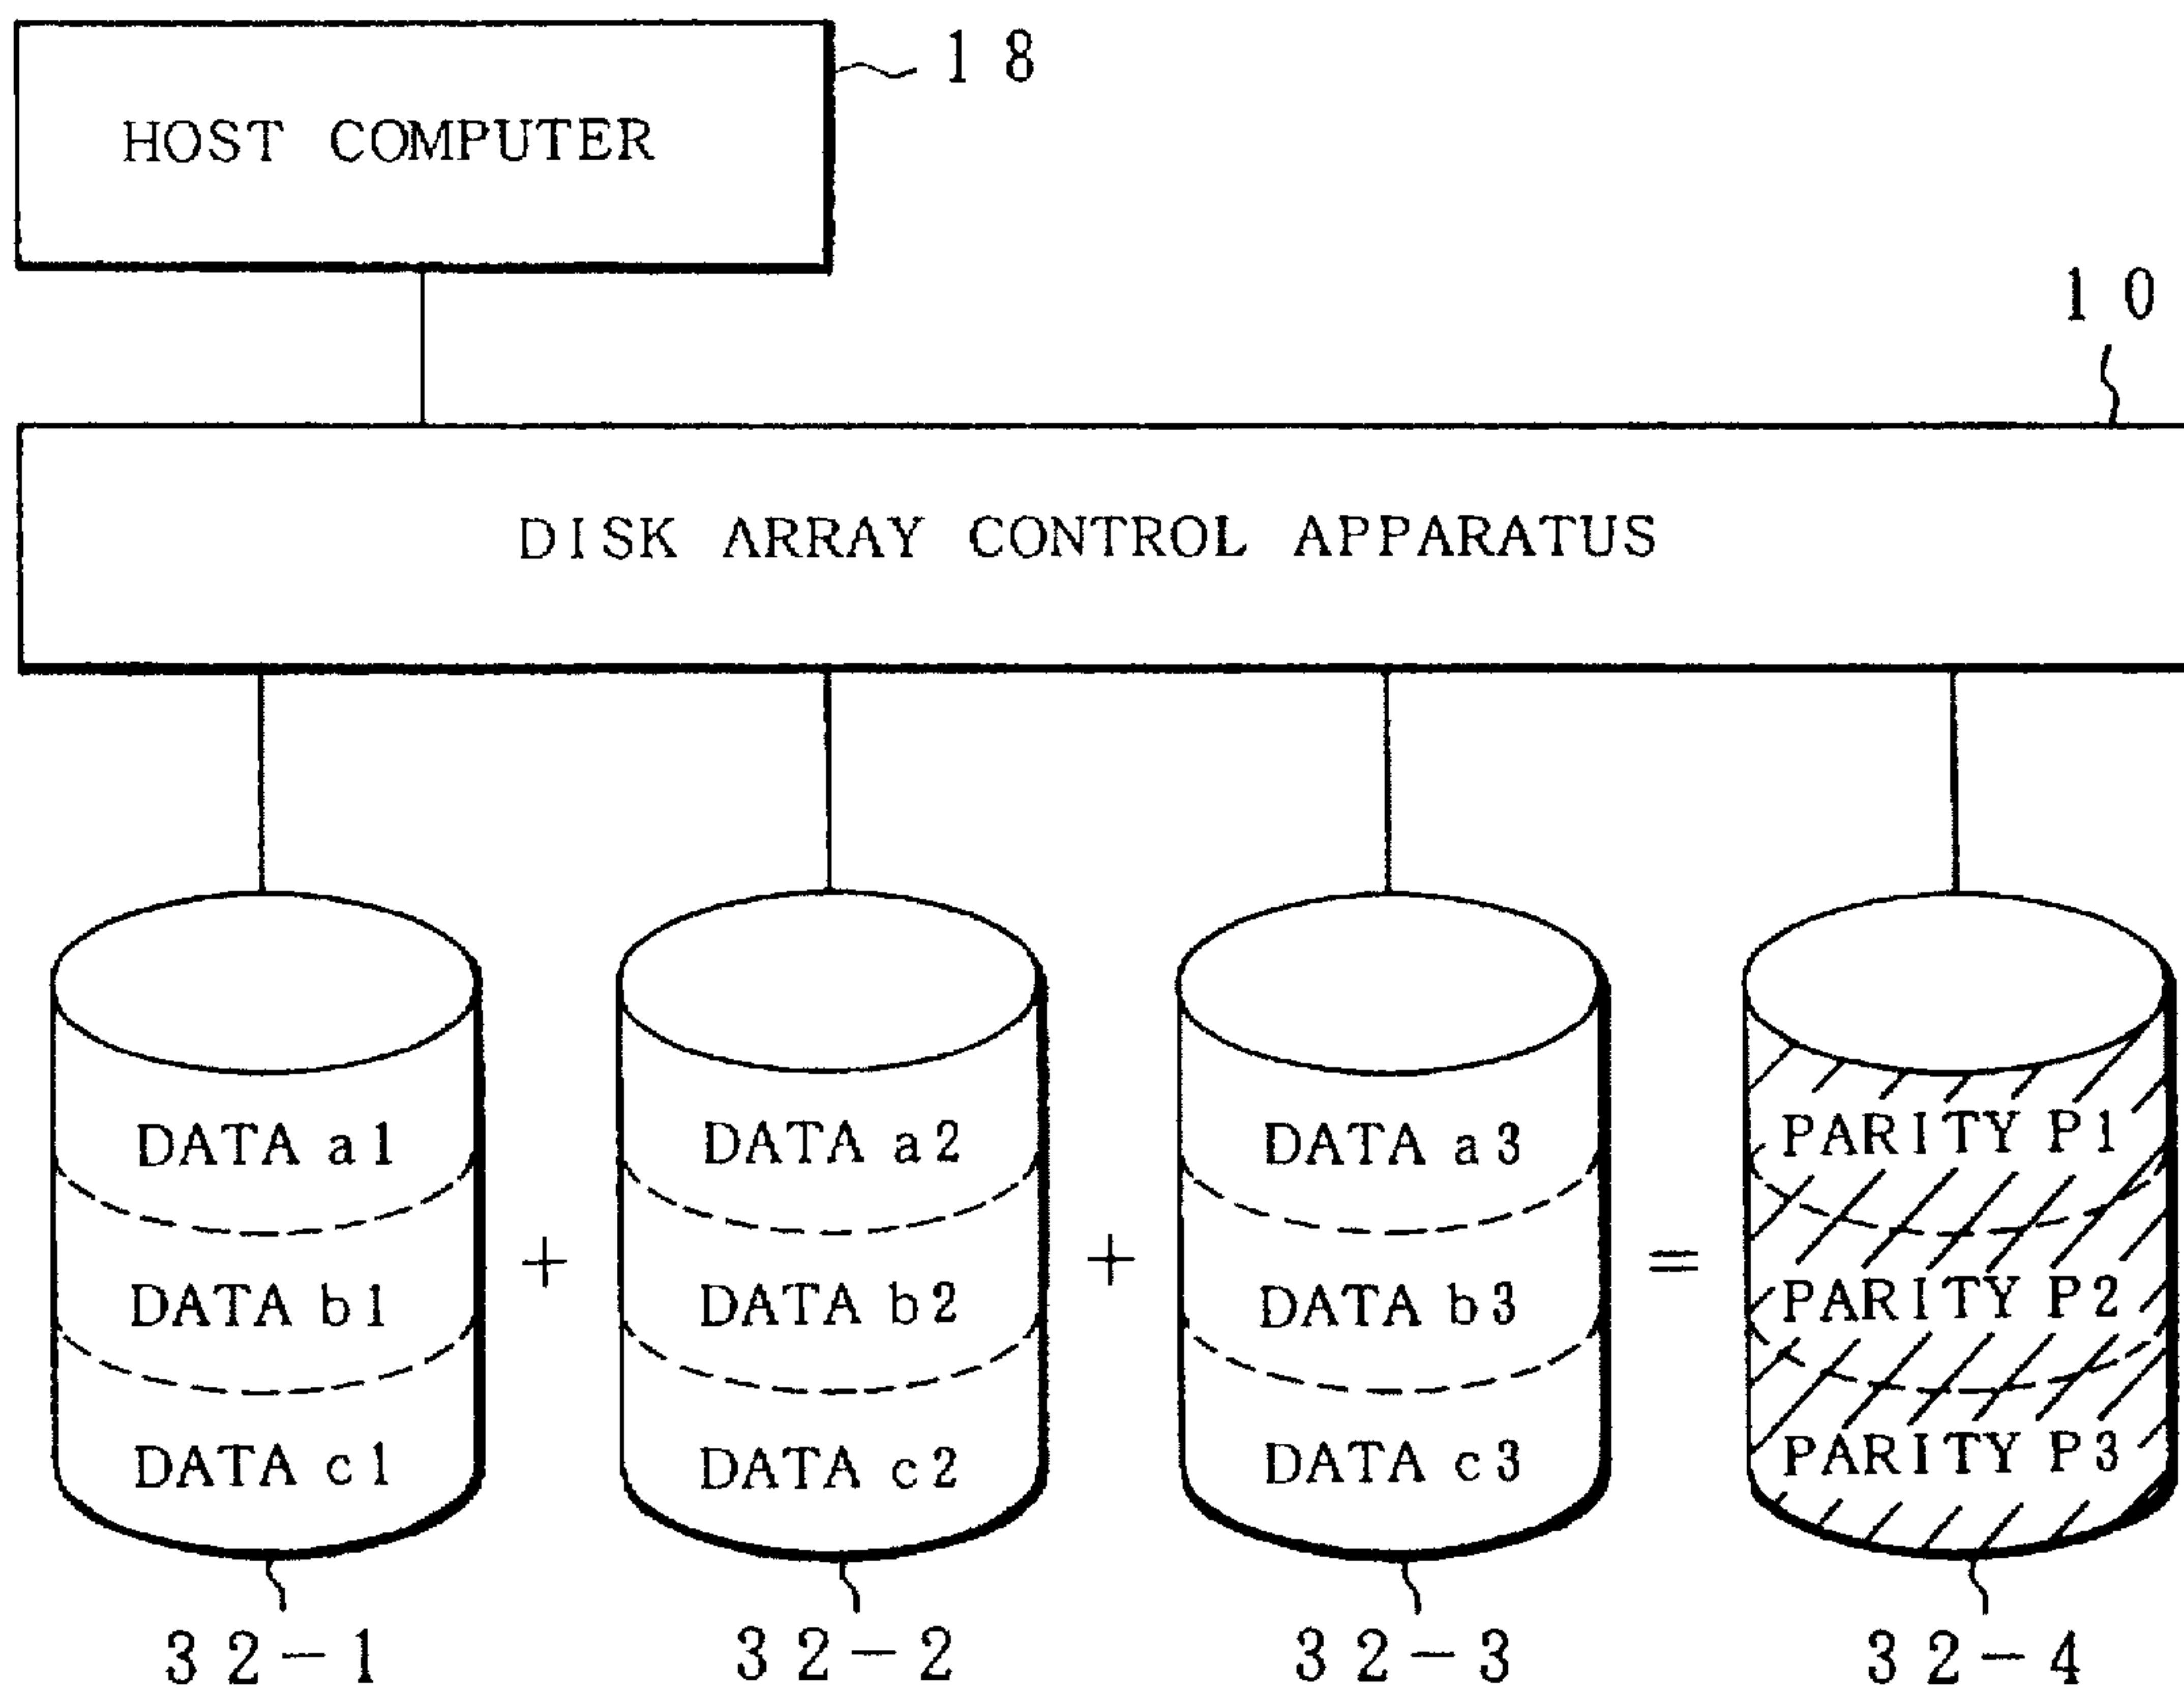 18
HOST COMPUTER
10
DISK ARRAY CONTROL APPARATUS
DATA a1
DATA a2
DATA a3
PARITY P1
+
+
=
DATA b1
DATA b2
DATA b3
PARITY P2
DATA c1
DATA c2
DATA c3
PARITY P3
32-1
32-2
32-3
32-4